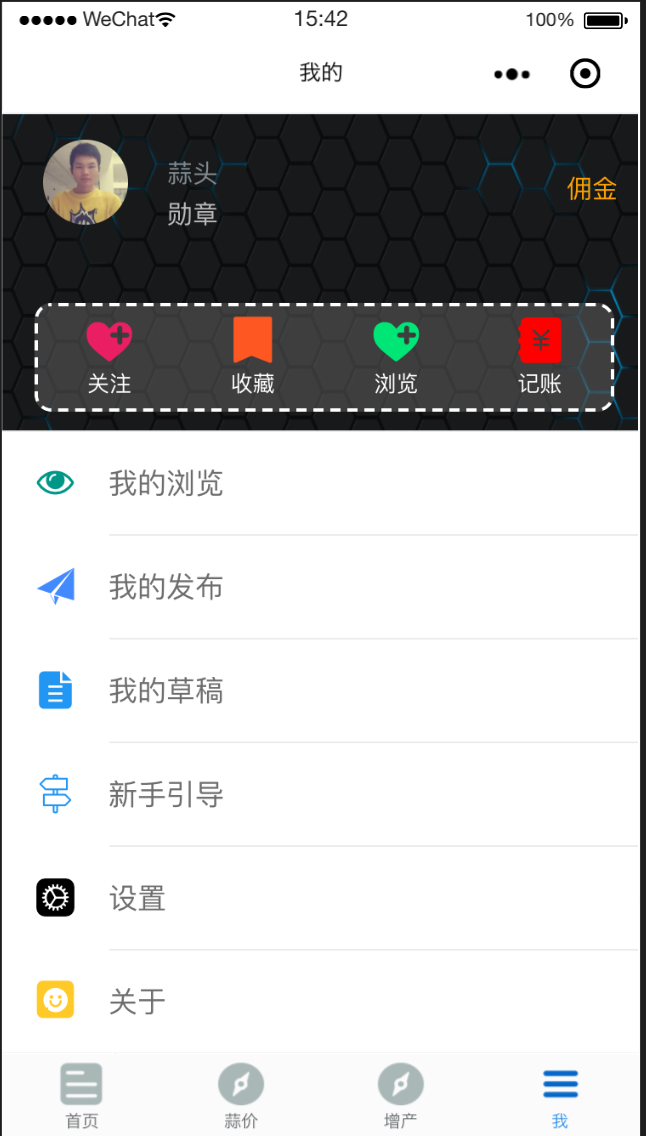 ●●●●● WeChat 15:42 100%
我的
蒜头
勋章
佣金
关注 收藏 浏览 记账
我的浏览
我的发布
我的草稿
新手引导
设置
关于
首页 蒜价 增产 我